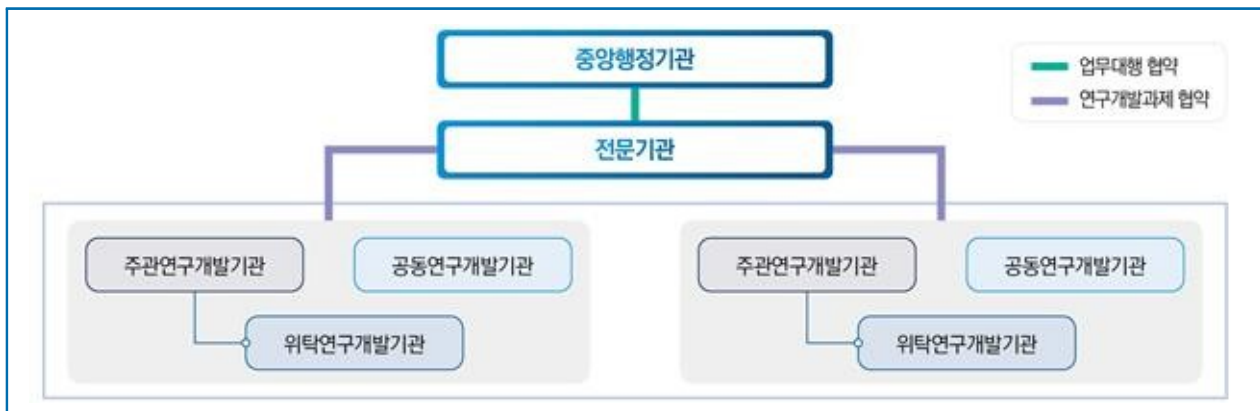 중앙행정기관
업무대행 협약
연구개발과제 협약
전문기관
주관연구개발기관
공동연구개발기관
위탁연구개발기관
주관연구개발기관
공동연구개발기관
위탁연구개발기관